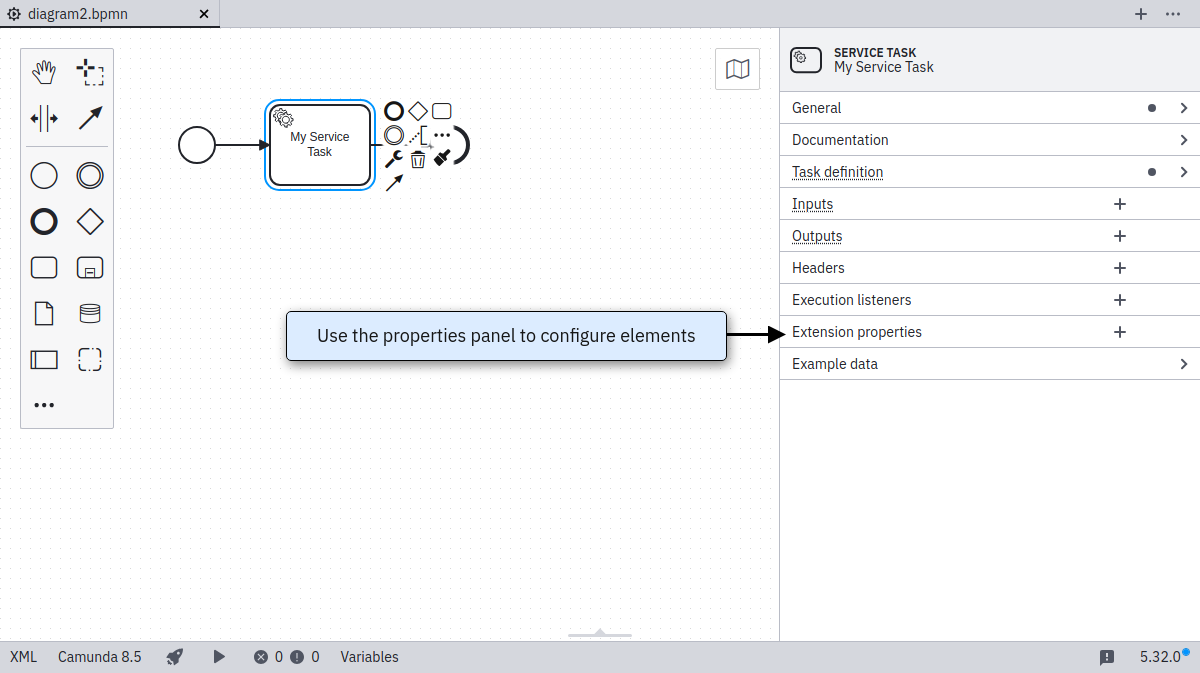 diagram2.bpmn
SERVICE TASK
My Service Task
My Service
Task
General
Documentation
Task definition
Inputs
Outputs
Headers
Execution listeners
Use the properties panel to configure elements
Extension properties
Example data
XML Camunda 8.5 0 0 Variables 5.32.0